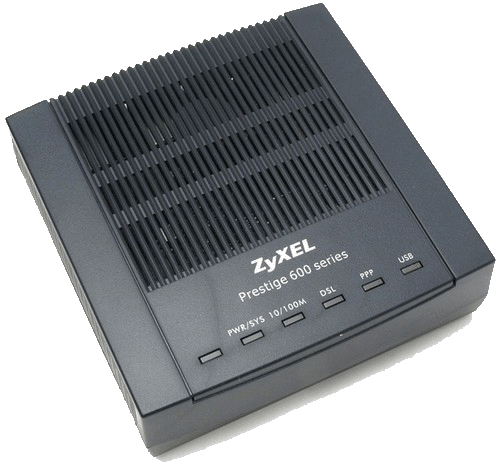 ZyXEL
Prestige 600 series
PWR/SYS 10/100M DSL PPP USB